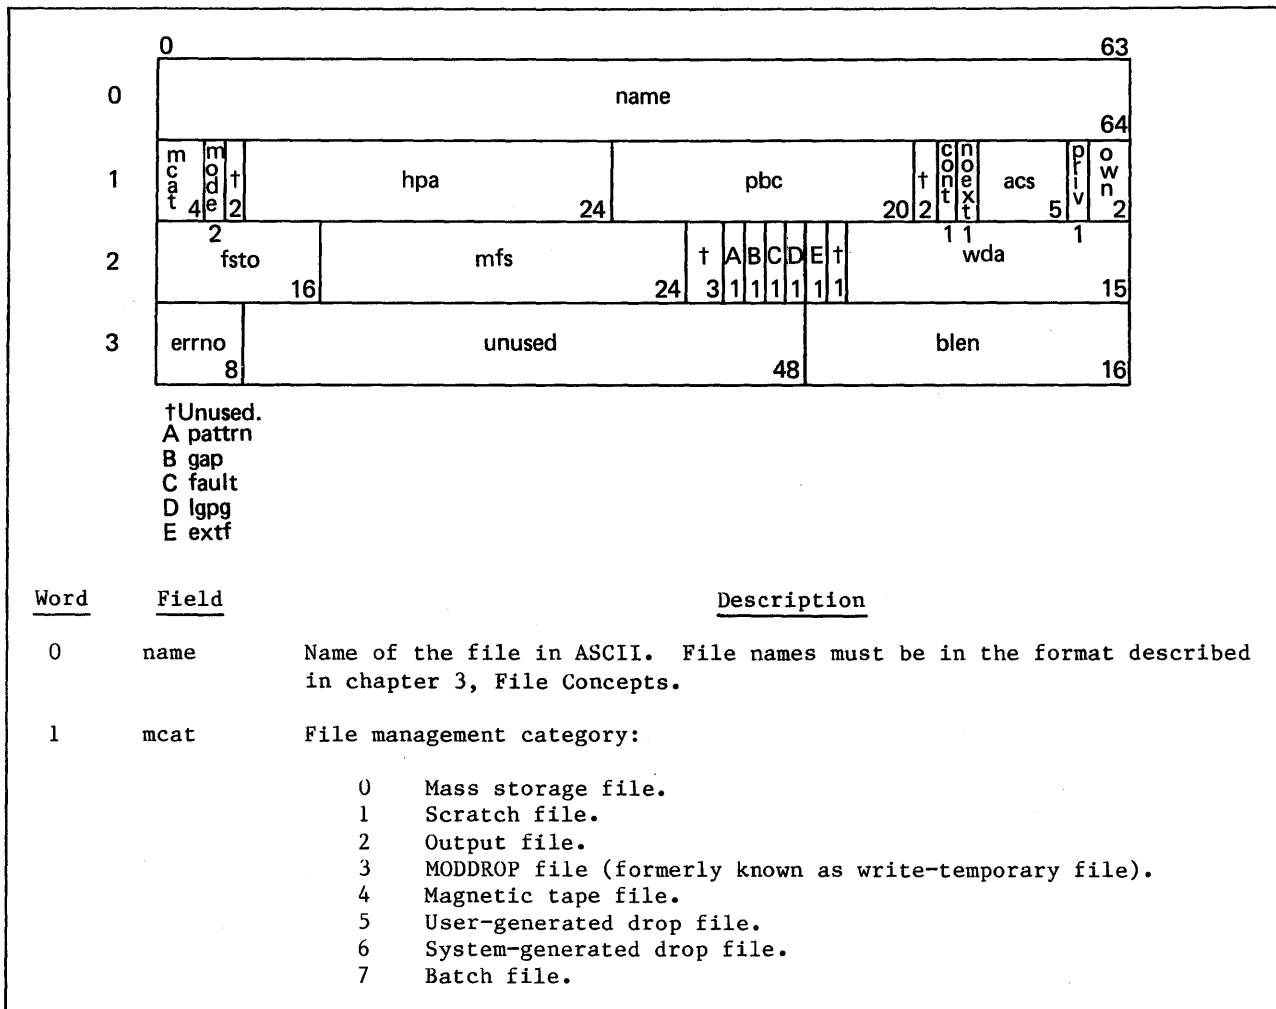 0 63
0 name
64
1 mcat 4 mode 2 † 2 hpa 24 pbc 20 † 2 cont 1 noext 1 acs 5 priv 1 own 2
2 fsto 16 mfs 24 † 3 A 1 B 1 C 1 D 1 E 1 † 1 wda 15
3 errno 8 unused 48 blen 16
†Unused.
A pattrn
B gap
C fault
D lgpg
E extf
Word Field Description
0 name Name of the file in ASCII. File names must be in the format described
in chapter 3, File Concepts.
1 mcat File management category:
0 Mass storage file.
1 Scratch file.
2 Output file.
3 MODDROP file (formerly known as write-temporary file).
4 Magnetic tape file.
5 User-generated drop file.
6 System-generated drop file.
7 Batch file.